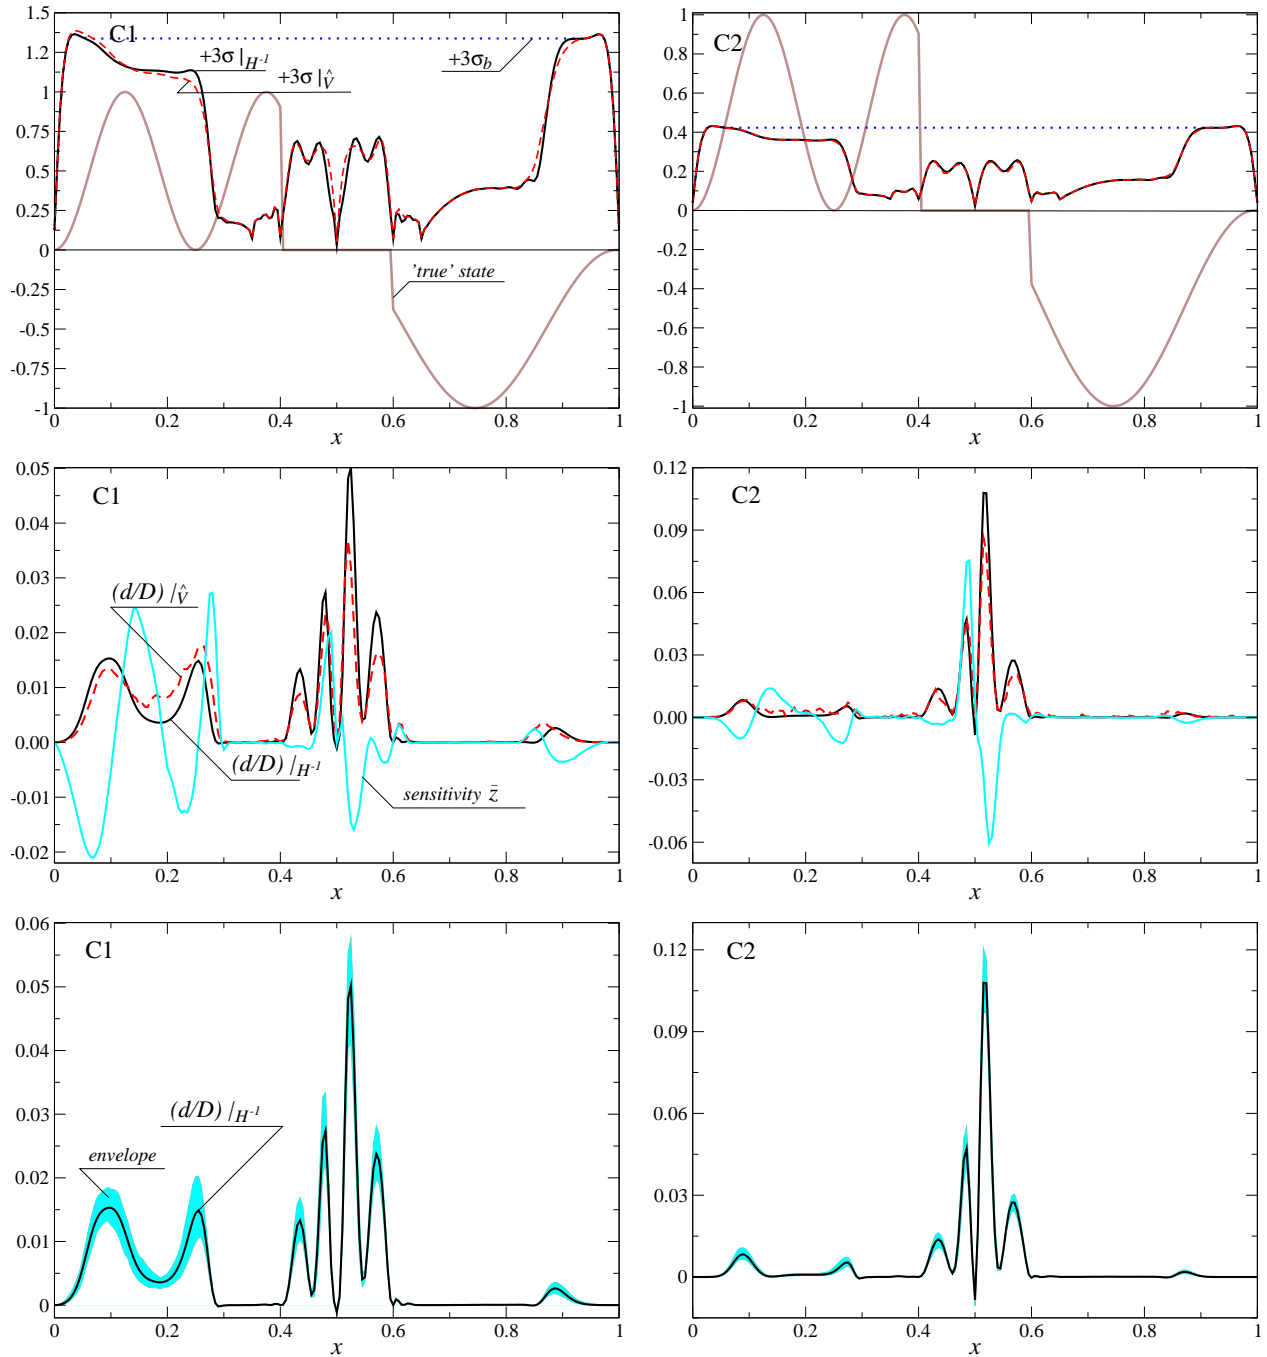 1.5
1.25
1
0.75
0.5
0.25
0
-0.25
-0.5
-0.75
-1
C1
+3σ |H-1
+3σ |V̂
+3σb
'true' state
0 0.2 0.4 0.6 0.8 1
x
1
0.8
0.6
0.4
0.2
0
-0.2
-0.4
-0.6
-0.8
-1
C2
0 0.2 0.4 0.6 0.8 1
x
0.05
0.04
0.03
0.02
0.01
0.00
-0.01
-0.02
C1
(d/D) |V̂
(d/D) |H-1
sensitivity z̄
0 0.2 0.4 0.6 0.8 1
x
0.12
0.09
0.06
0.03
0.00
-0.03
-0.06
C2
0 0.2 0.4 0.6 0.8 1
x
0.06
0.05
0.04
0.03
0.02
0.01
0
C1
(d/D) |H-1
envelope
0 0.2 0.4 0.6 0.8 1
x
0.12
0.09
0.06
0.03
0
C2
0 0.2 0.4 0.6 0.8 1
x